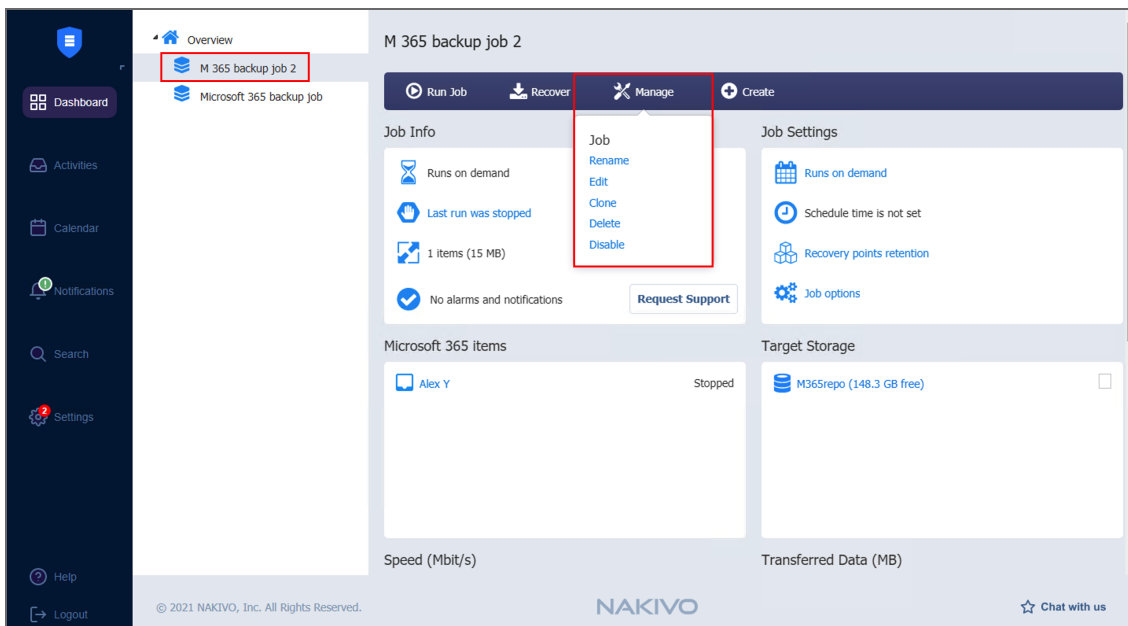 Overview
M 365 backup job 2
Microsoft 365 backup job
Dashboard
Activities
Calendar
!
Notifications
Search
2
Settings
Help
Logout
M 365 backup job 2
Run Job
Recover
Manage
Create
Job
Rename
Edit
Clone
Delete
Disable
Job Info
Runs on demand
Last run was stopped
1 items (15 MB)
No alarms and notifications
Request Support
Job Settings
Runs on demand
Schedule time is not set
Recovery points retention
Job options
Microsoft 365 items
Alex Y
Stopped
Target Storage
M365repo (148.3 GB free)
Speed (Mbit/s)
Transferred Data (MB)
© 2021 NAKIVO, Inc. All Rights Reserved.
NAKIVO
Chat with us